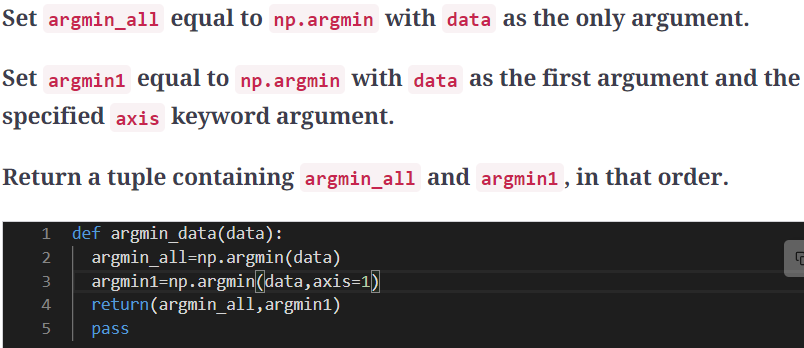 Set argmin_all equal to np.argmin with data as the only argument.
Set argmin1 equal to np.argmin with data as the first argument and the
specified axis keyword argument.
Return a tuple containing argmin_all and argmin1, in that order.
1 def argmin_data(data):
2 argmin_all=np.argmin(data)
3 argmin1=np.argmin(data,axis=1)
4 return(argmin_all,argmin1)
5 pass